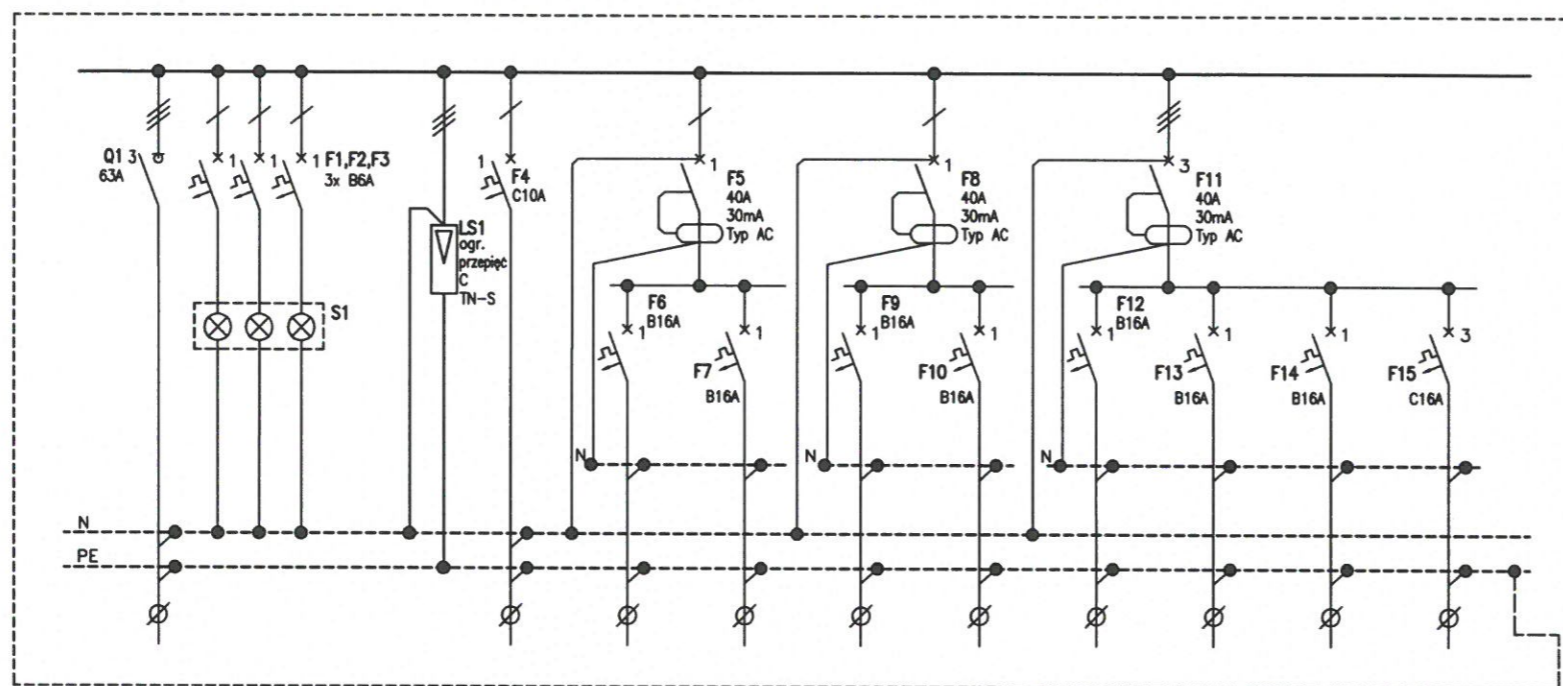 Q1 3
63A
1
1
1 F1,F2,F3
3x B6A
S1
LS1
ogr.
przepięć
C
TN-S
1
F4
C10A
1
F5
40A
30mA
Typ AC
F6
B16A
1
1
F7
B16A
N
1
F8
40A
30mA
Typ AC
F9
B16A
1
1
F10
B16A
N
3
F11
40A
30mA
Typ AC
F12
B16A
1
1
F13
B16A
1
F14
B16A
3
F15
C16A
N
N
PE